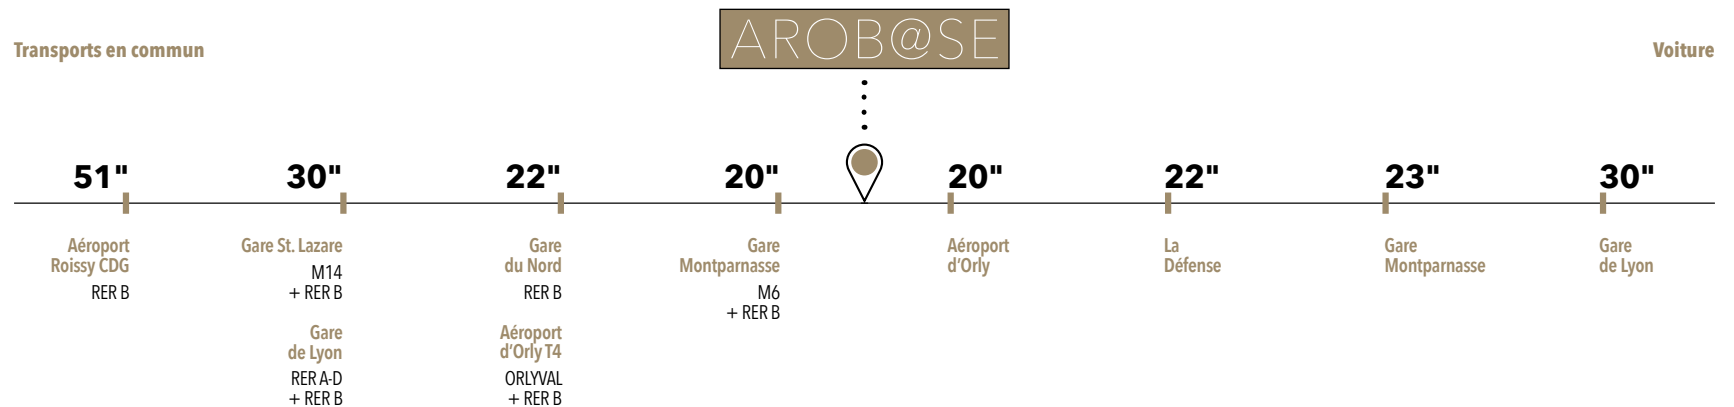 AROB@SE
Transports en commun
Voiture
51"
30"
22"
20"
20"
22"
23"
30"
Aéroport
Roissy CDG
RER B
Gare St. Lazare
M14
+ RER B
Gare
de Lyon
RER A-D
+ RER B
Gare
du Nord
RER B
Aéroport
d'Orly T4
ORLYVAL
+ RER B
Gare
Montparnasse
M6
+ RER B
Aéroport
d'Orly
La
Défense
Gare
Montparnasse
Gare
de Lyon